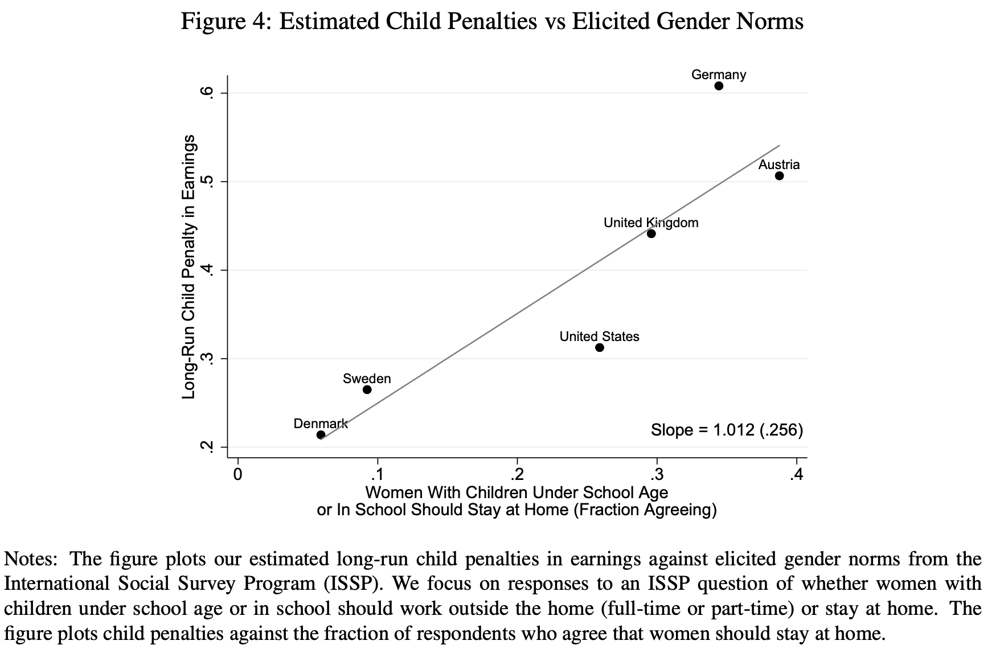 Figure 4: Estimated Child Penalties vs Elicited Gender Norms
Germany
.6
Long-Run Child Penalty in Earnings
Austria
.5
United Kingdom
.4
United States
.3
Sweden
Denmark
Slope = 1.012 (.256)
.2
0 .1 .2 .3 .4
Women With Children Under School Age
or In School Should Stay at Home (Fraction Agreeing)
Notes: The figure plots our estimated long-run child penalties in earnings against elicited gender norms from the
International Social Survey Program (ISSP). We focus on responses to an ISSP question of whether women with
children under school age or in school should work outside the home (full-time or part-time) or stay at home. The
figure plots child penalties against the fraction of respondents who agree that women should stay at home.